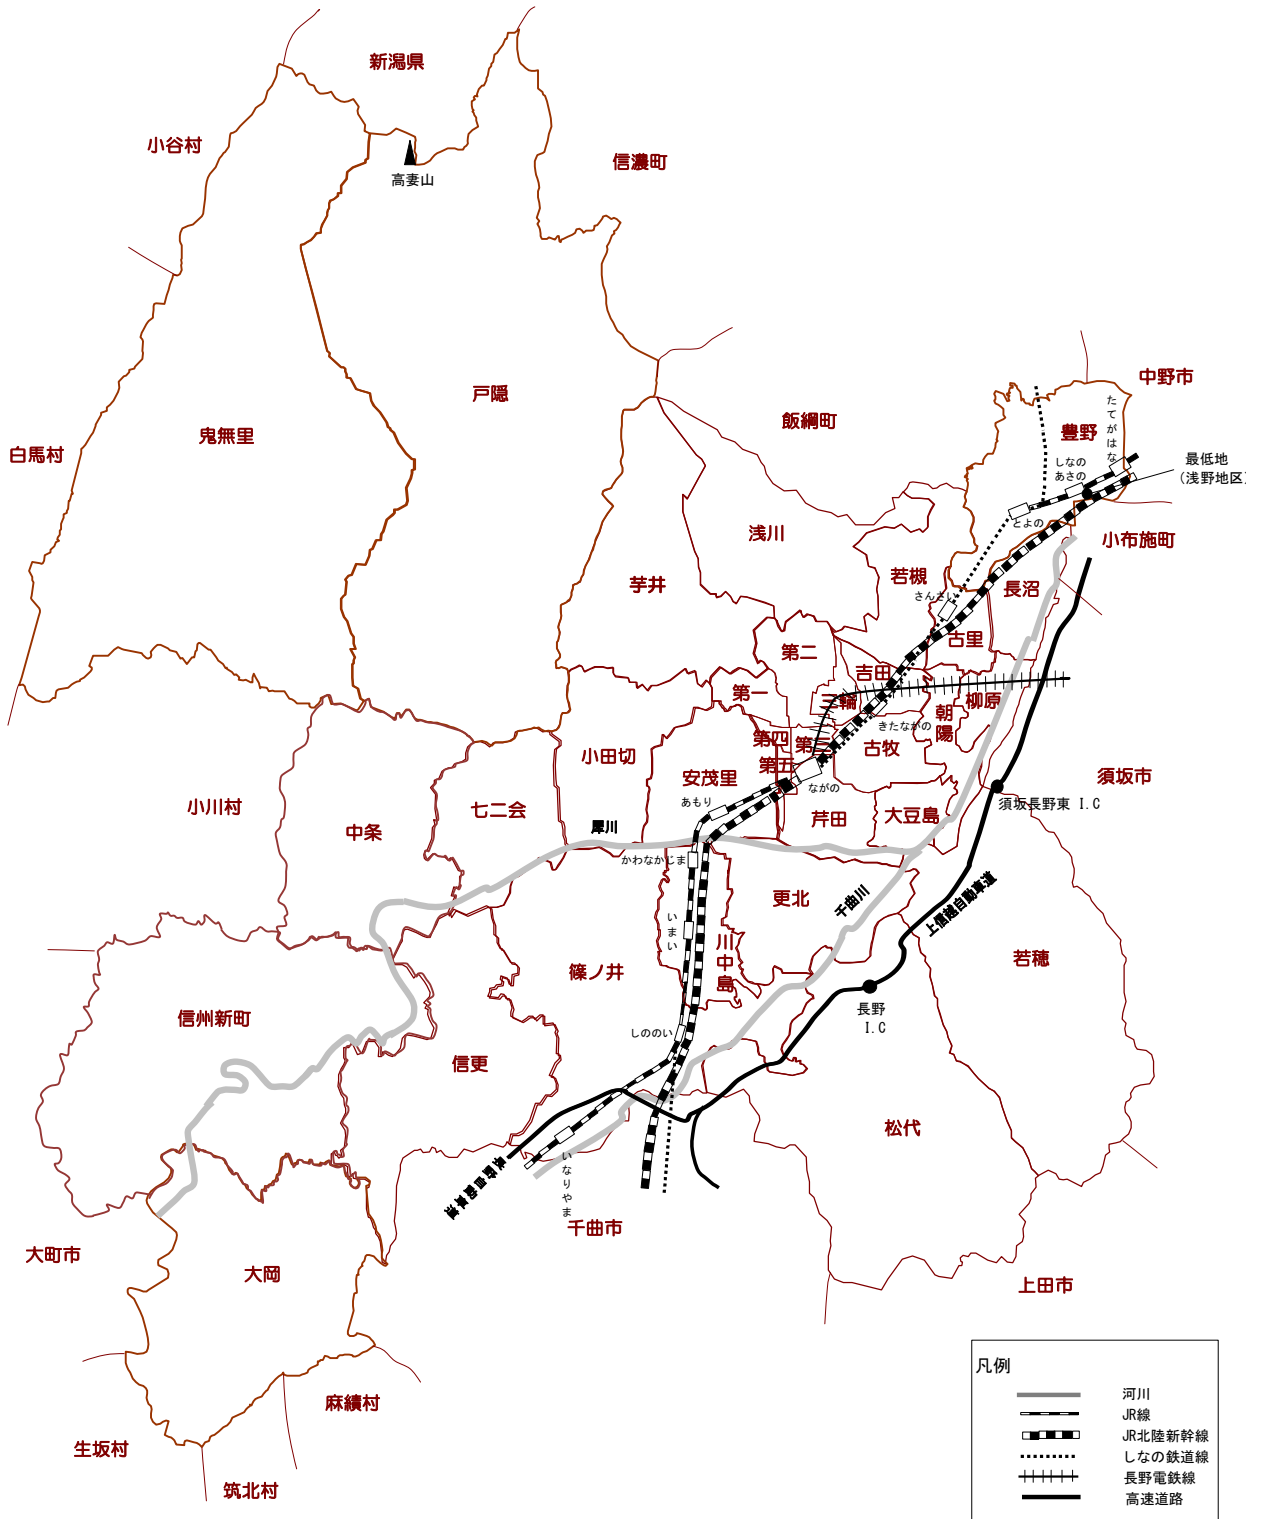 新潟県
小谷村
信濃町
高妻山
中野市
戸隠
たてがはな
飯綱町
豊野
鬼無里
白馬村
しなの
あさの
最低地
(浅野地区)
とよの
浅川
小布施町
若槻
芋井
長沼
さんさい
古里
第二
吉田
第一
三輪
柳原
朝陽
きたながの
第四
第三
古牧
小田切
第五
安茂里
須坂市
ながの
あもり
須坂長野東 I.C
小川村
七二会
芹田
大豆島
中条
犀川
かわなかじま
更北
千曲川
上信越自動車道
いまい
川中島
若穂
篠ノ井
長野
I.C
信州新町
しののい
信更
松代
長野自動車道
いなりやま
千曲市
大町市
大岡
上田市
麻績村
生坂村
筑北村
凡例
河川
JR線
JR北陸新幹線
しなの鉄道線
長野電鉄線
高速道路